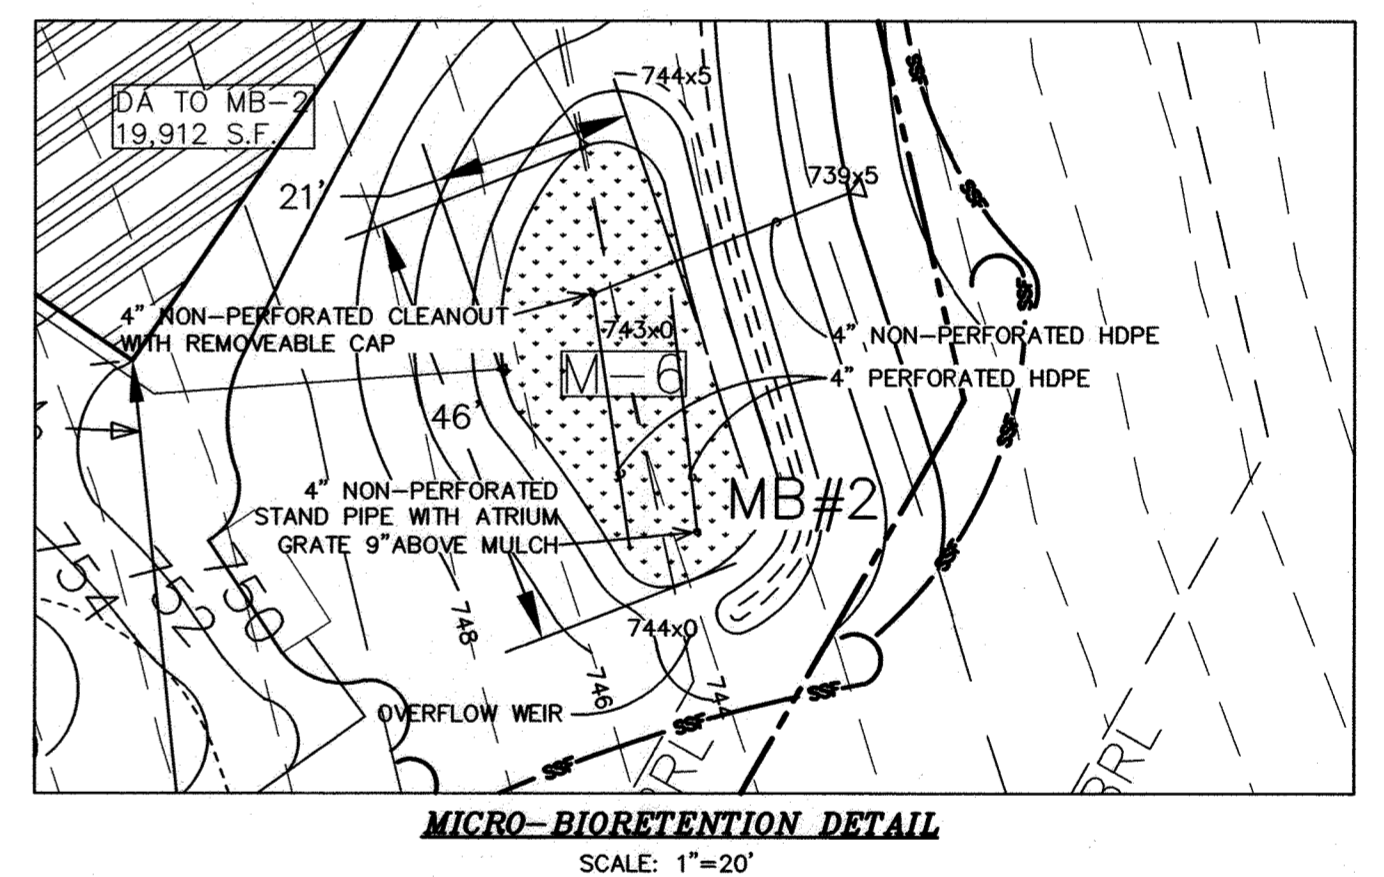 744x5
DA TO MB-2
19,912 S.F.
SSF
739x5
21'
SSF
SSF
4" NON-PERFORATED CLEANOUT
WITH REMOVEABLE CAP
743x0
4" NON-PERFORATED HDPE
M-6
4" PERFORATED HDPE
46'
SSF
4" NON-PERFORATED
STAND PIPE WITH ATRIUM
GRATE 9"ABOVE MULCH
MB#2
SSF
754
752
750
748
744x0
746
744
OVERFLOW WEIR
SSF
SSF
SSF
BRL
BRL
MICRO-BIORETENTION DETAIL
SCALE: 1"=20'